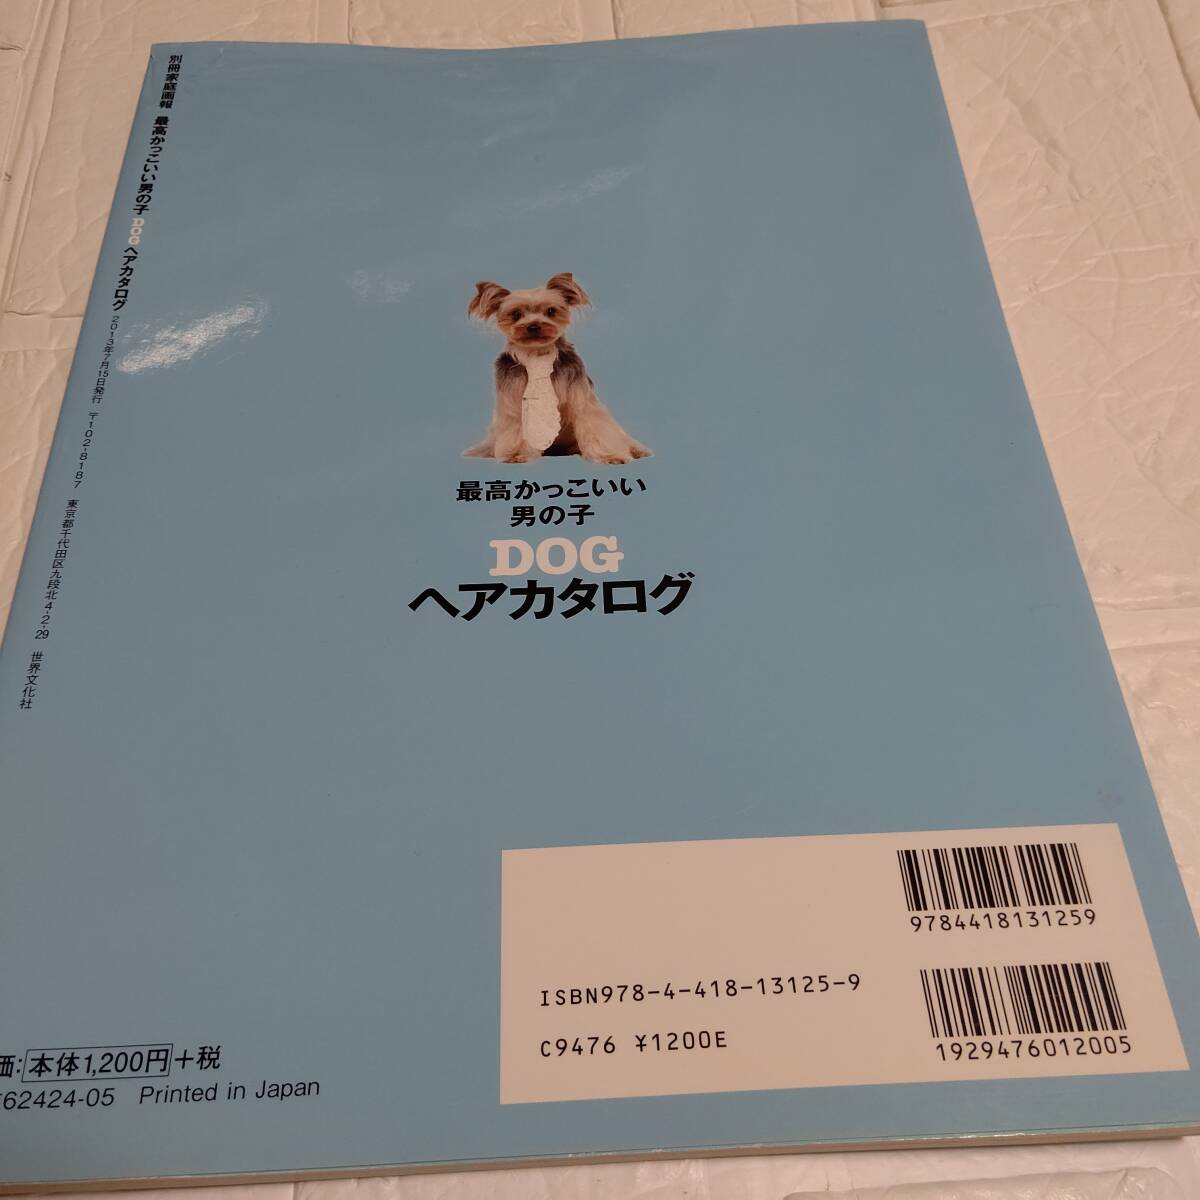 別冊家庭画報 最高かっこいい男の子DOGヘアカタログ 2013年7月15日発行 〒102-8187 東京都千代田区九段北4-2-29 世界文化社
最高かっこいい
男の子
DOG
ヘアカタログ
9784418131259
ISBN978-4-418-13125-9
C9476 ¥1200E
1929476012005
価:本体1,200円+税
62424-05 Printed in Japan